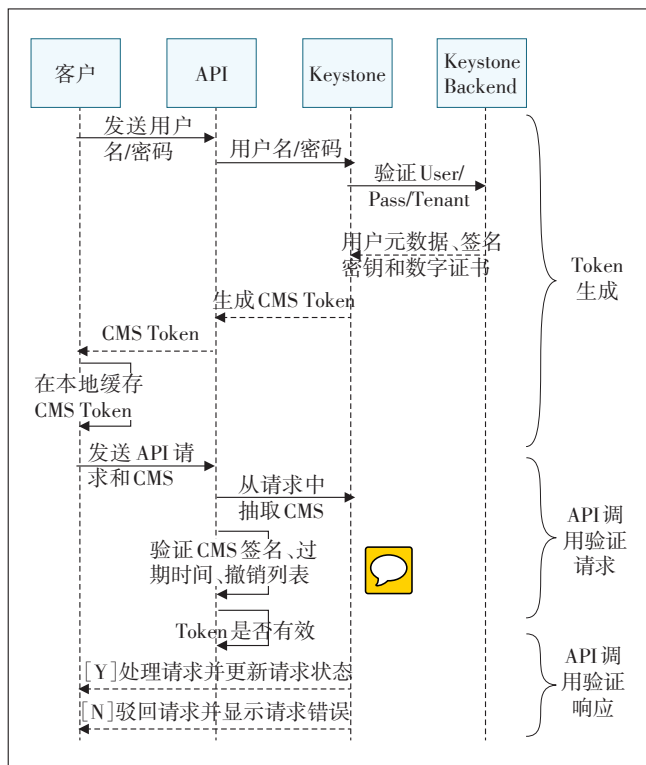 客户
API
Keystone
Keystone
Backend
发送用户
名/密码
用户名/密码
验证User/
Pass/Tenant
用户元数据、签名
密钥和数字证书
Token
生成
生成CMS Token
CMS Token
在本地缓存
CMS Token
发送API请
求和CMS
从请求中
抽取CMS
API调
用验证
请求
验证CMS签名、过
期时间、撤销列表
Token是否有效
[Y]处理请求并更新请求状态
[N]驳回请求并显示请求错误
API调
用验证
响应